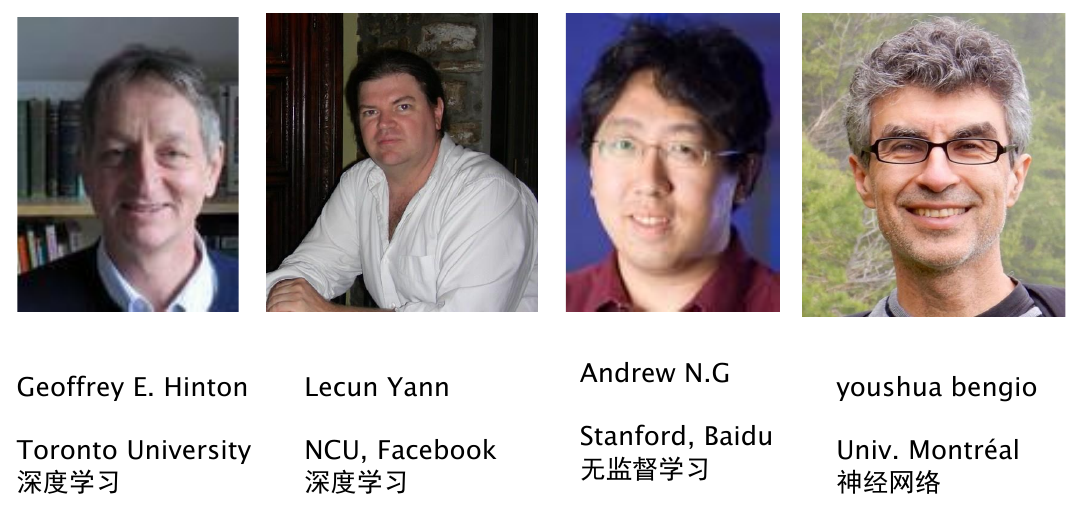 Geoffrey E. Hinton
Toronto University
深度学习
Lecun Yann
NCU, Facebook
深度学习
Andrew N.G
Stanford, Baidu
无监督学习
youshua bengio
Univ. Montréal
神经网络